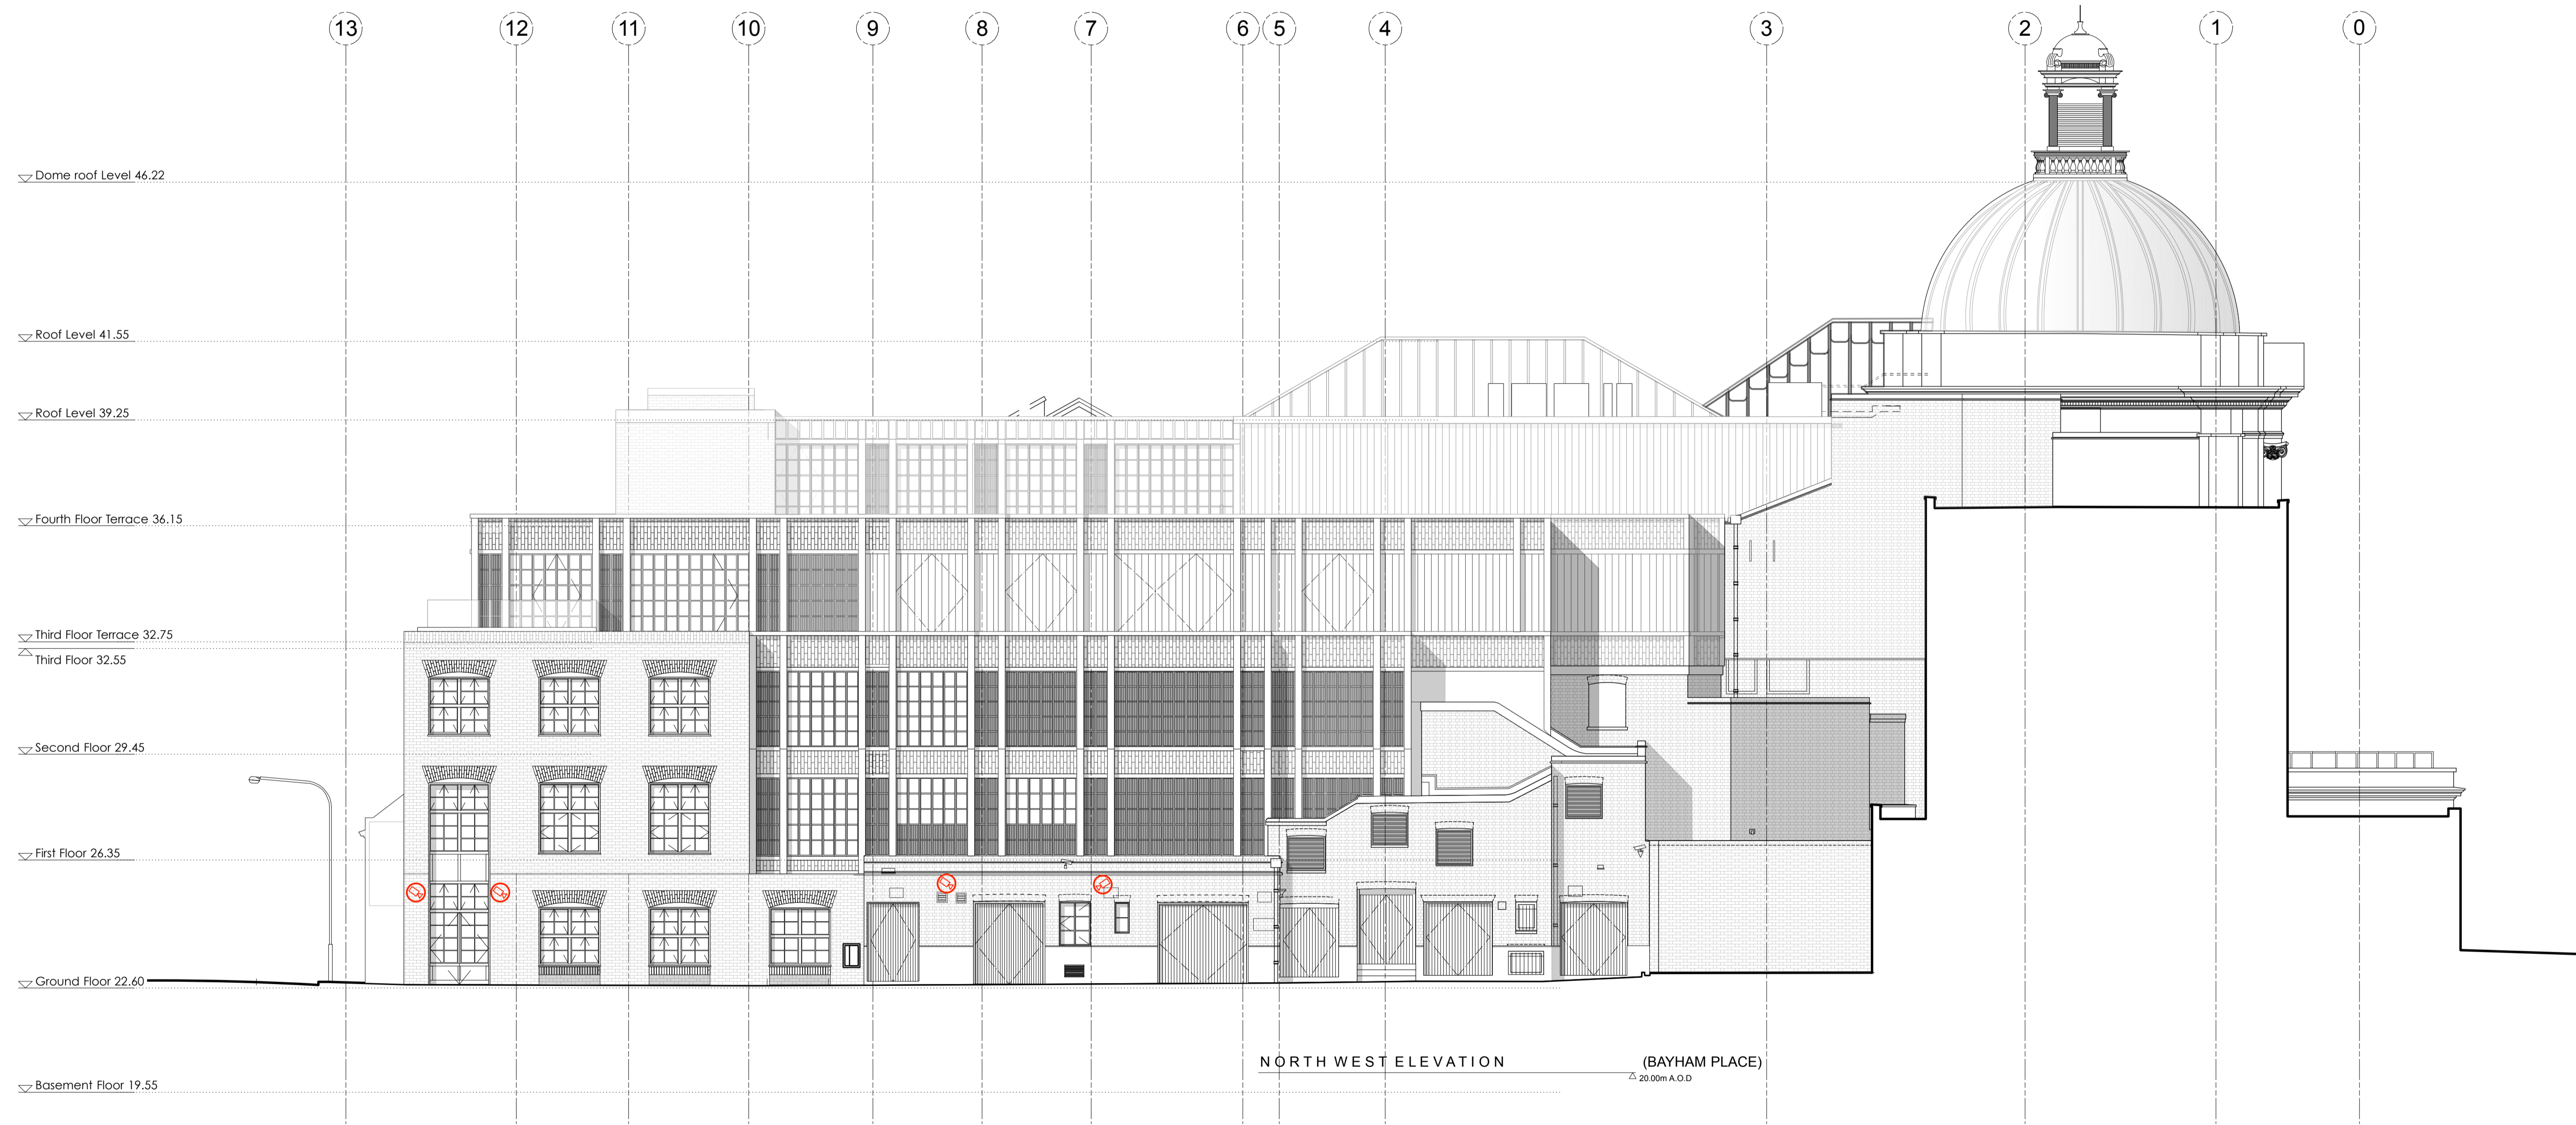 13 12 11 10 9 8 7 6 5 4 3 2 1 0
Dome roof Level 46.22
Roof Level 41.55
Roof Level 39.25
Fourth Floor Terrace 36.15
Third Floor Terrace 32.75
Third Floor 32.55
Second Floor 29.45
First Floor 26.35
Ground Floor 22.60
NORTH WEST ELEVATION (BAYHAM PLACE)
20.00m A.O.D
Basement Floor 19.55